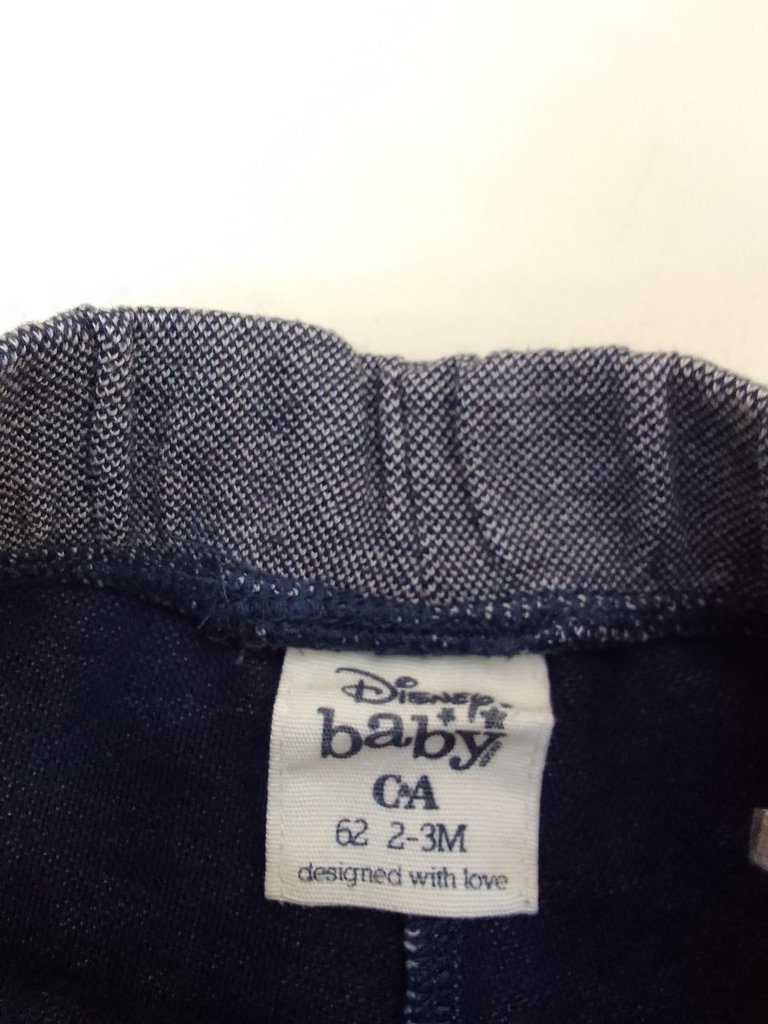 Disney
baby
C&A
62 2-3M
designed with love